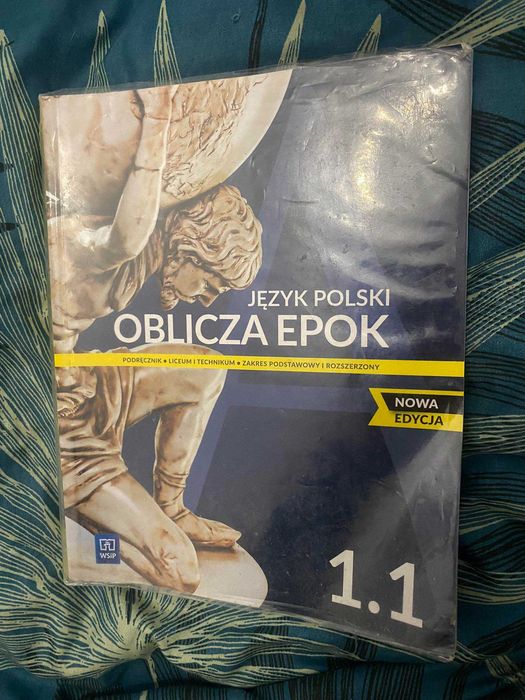 JĘZYK POLSKI
OBLICZA EPOK
PODRĘCZNIK • LICEUM I TECHNIKUM • ZAKRES PODSTAWOWY I ROZSZERZONY
NOWA
EDYCJA
WSiP
1.1